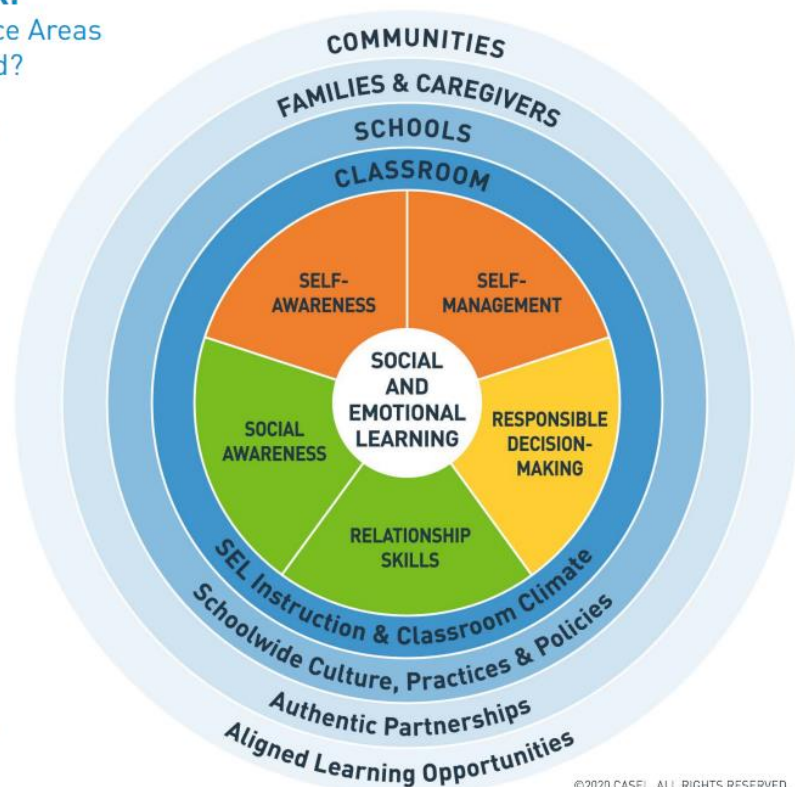 ce Areas
d?
COMMUNITIES
FAMILIES & CAREGIVERS
SCHOOLS
CLASSROOM
SELF-
AWARENESS
SELF-
MANAGEMENT
SOCIAL
AND
EMOTIONAL
LEARNING
SOCIAL
AWARENESS
RESPONSIBLE
DECISION-
MAKING
RELATIONSHIP
SKILLS
SEL Instruction & Classroom Climate
Schoolwide Culture, Practices & Policies
Authentic Partnerships
Aligned Learning Opportunities
©2020 CASEL. ALL RIGHTS RESERVED.